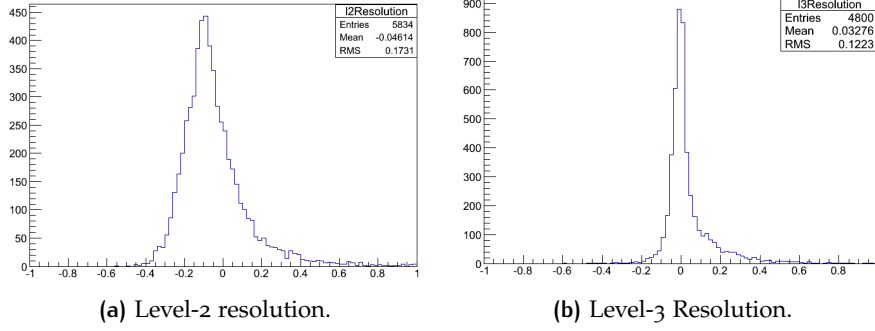 l2Resolution
Entries 5834
Mean -0.04614
RMS 0.1731
450
400
350
300
250
200
150
100
50
0
-1 -0.8 -0.6 -0.4 -0.2 0 0.2 0.4 0.6 0.8 1
(a) Level-2 resolution.
l3Resolution
Entries 4800
Mean 0.03276
RMS 0.1223
900
800
700
600
500
400
300
200
100
0
-1 -0.8 -0.6 -0.4 -0.2 0 0.2 0.4 0.6 0.8
(b) Level-3 Resolution.